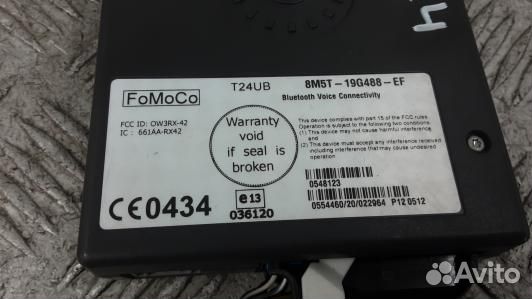 T24UB
8M5T-19G488-EF
FoMoCo
Bluetooth Voice Connectivity
FCC ID: OW3RX-42
IC : 661AA-RX42
Warranty
void
if seal is
broken
This device complies with part 15 of the FCC rules.
Operation is subject to the following two conditions,
(1) This device may not cause harmful interference,
and
(2) This device must accept any interference received
including interference that may cause undesired
operation
0548123
CE0434
e13
036120
0554460/20/022964 P12 0512
Avito